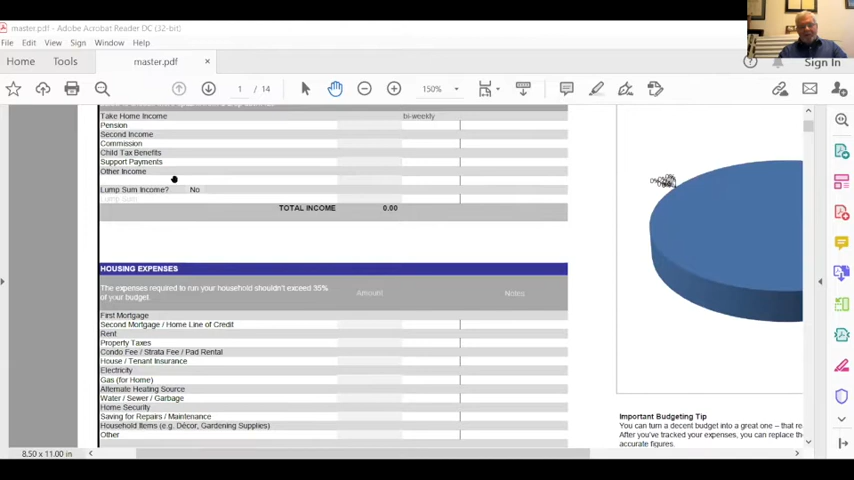 master.pdf - Adobe Acrobat Reader DC (32-bit)
File Edit View Sign Window Help
Home Tools master.pdf × Sign In
1 / 14 150%
Take Home Income bi-weekly
Pension
Second Income
Commission
Child Tax Benefits
Support Payments
Other Income
Lump Sum Income? No
Lump Sum
TOTAL INCOME 0.00
HOUSING EXPENSES
The expenses required to run your household shouldn't exceed 35%
of your budget. Amount Notes
First Mortgage
Second Mortgage / Home Line of Credit
Rent
Property Taxes
Condo Fee / Strata Fee / Pad Rental
House / Tenant Insurance
Electricity
Gas (for Home)
Alternate Heating Source
Water / Sewer / Garbage
Home Security
Saving for Repairs / Maintenance
Household Items (e.g. Décor, Gardening Supplies)
Other
Important Budgeting Tip
You can turn a decent budget into a great one – that re
After you've tracked your expenses, you can replace the
accurate figures.
8.50 x 11.00 in